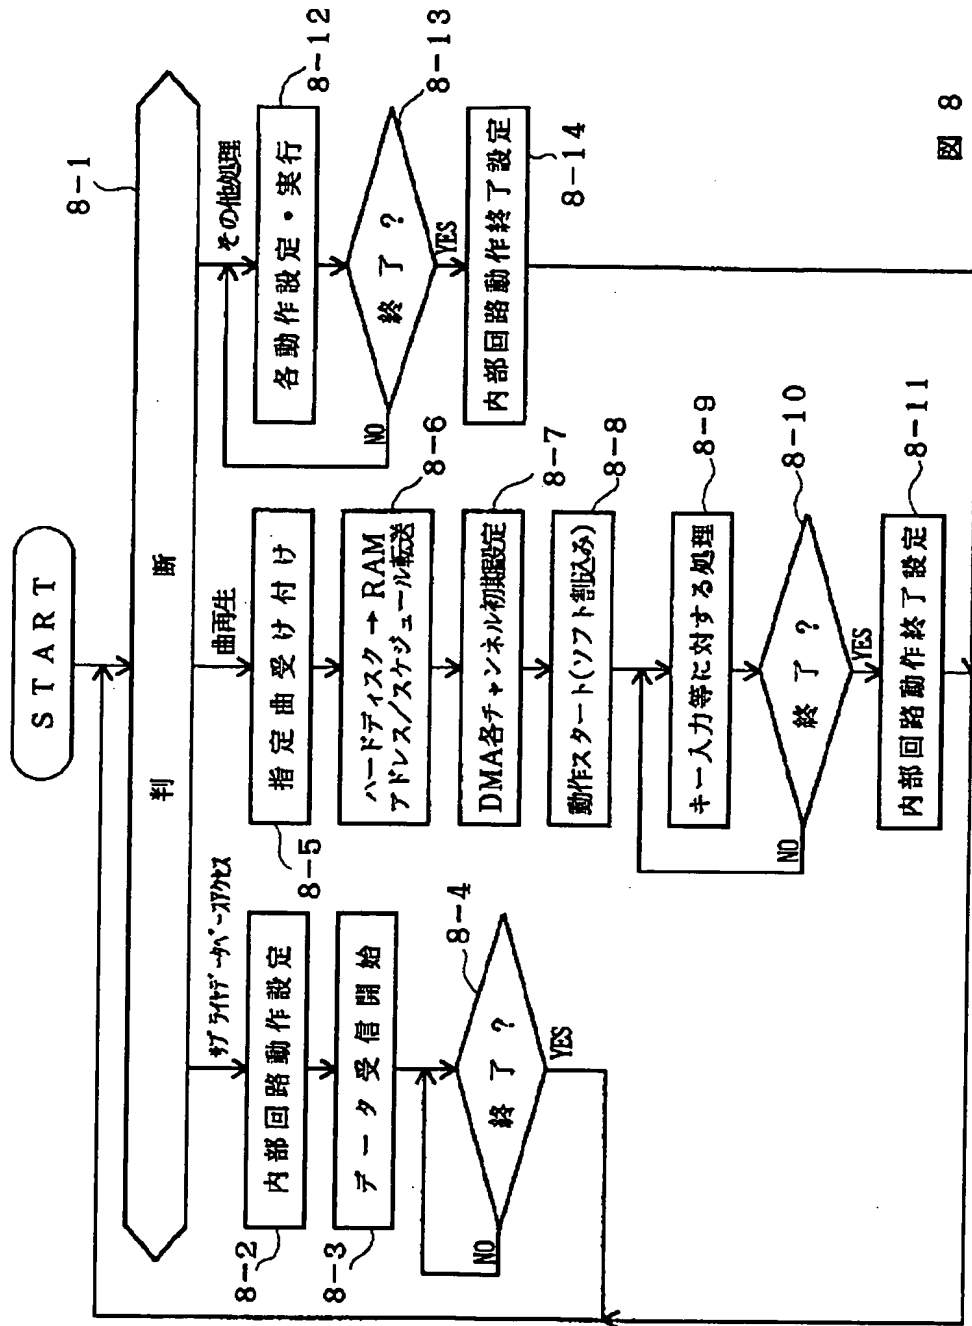 START
8-1
判断
サプライヤデータベースアクセス
内部回路動作設定
8-2
データ受信開始
8-3
終了？
8-4
NO
YES
曲再生
指定曲受け付け
8-5
ハードディスク→RAM
アドレス/スケジュール転送
8-6
DMA各チャンネル初期設定
8-7
動作スタート(ソフト割込み)
8-8
キー入力等に対する処理
8-9
終了？
8-10
NO
YES
内部回路動作終了設定
8-11
その他処理
各動作設定・実行
8-12
終了？
8-13
NO
YES
内部回路動作終了設定
8-14
図 8